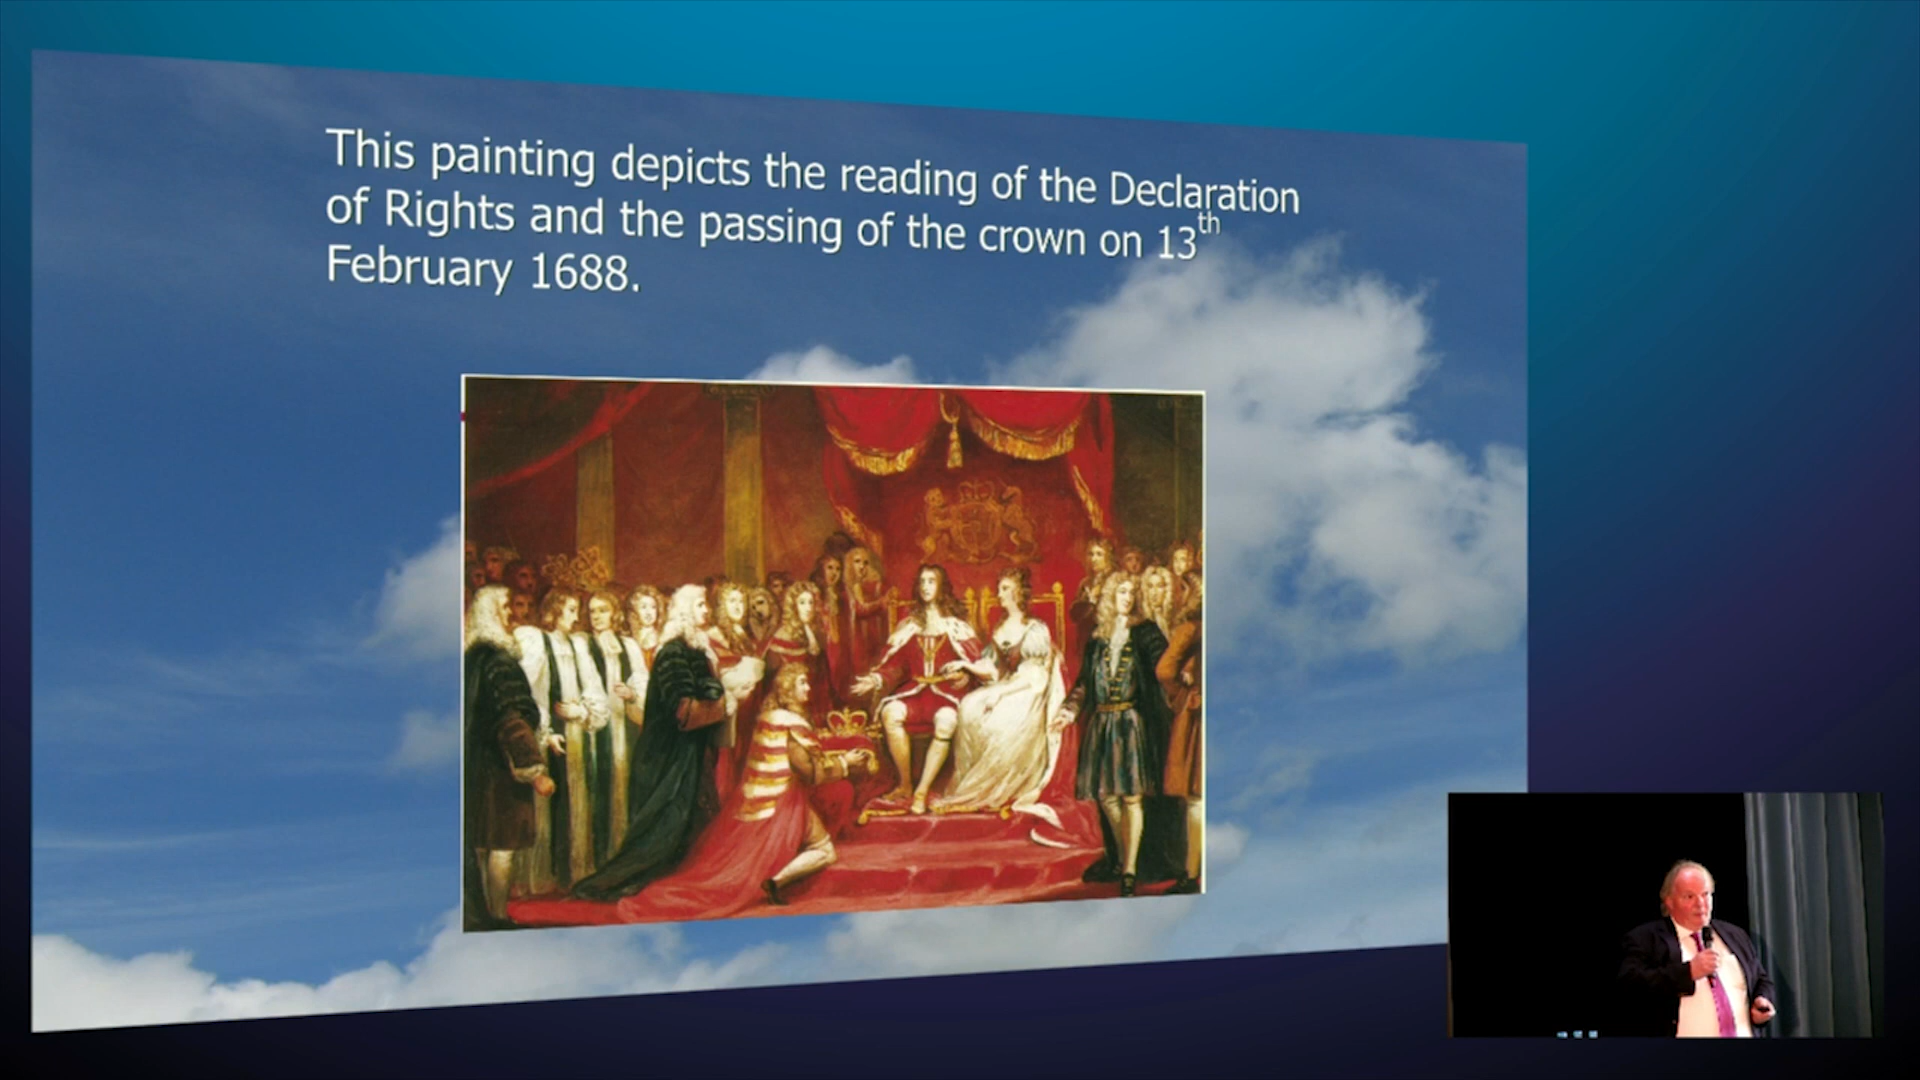 This painting depicts the reading of the Declaration
of Rights and the passing of the crown on 13th
February 1688.